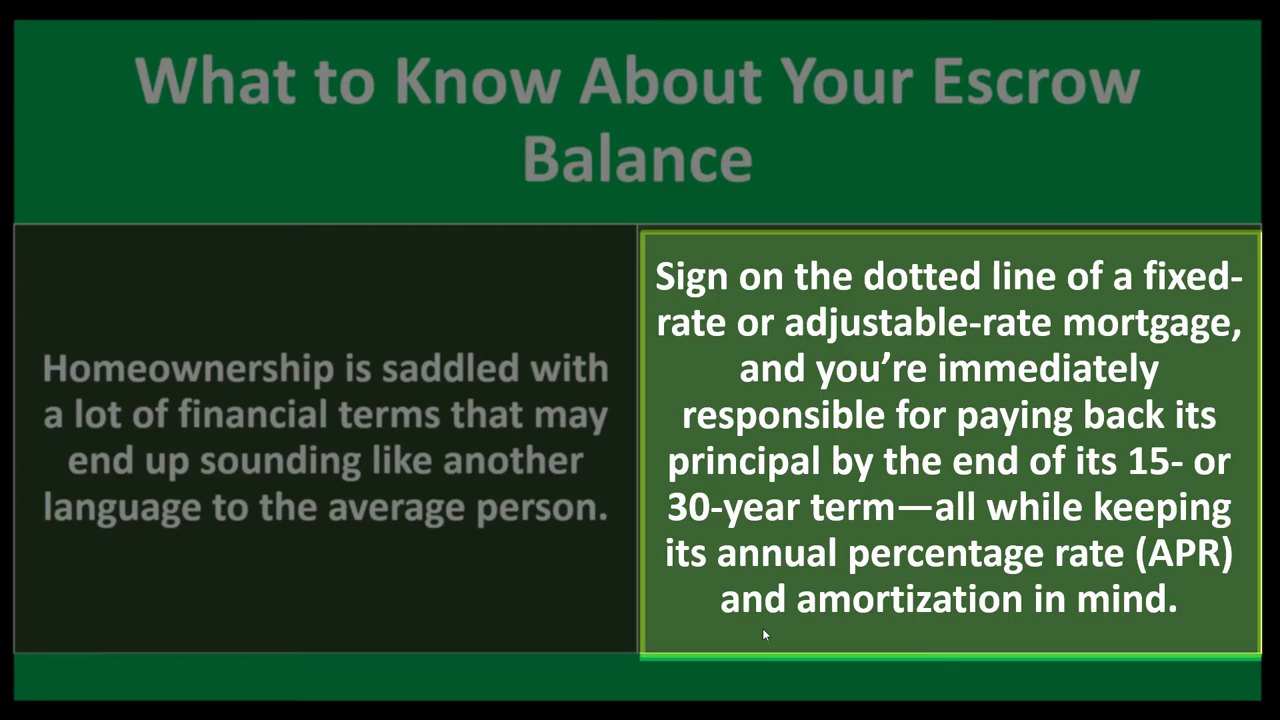 What to Know About Your Escrow
Balance
Homeownership is saddled with
a lot of financial terms that may
end up sounding like another
language to the average person.
Sign on the dotted line of a fixed-
rate or adjustable-rate mortgage,
and you’re immediately
responsible for paying back its
principal by the end of its 15- or
30-year term—all while keeping
its annual percentage rate (APR)
and amortization in mind.